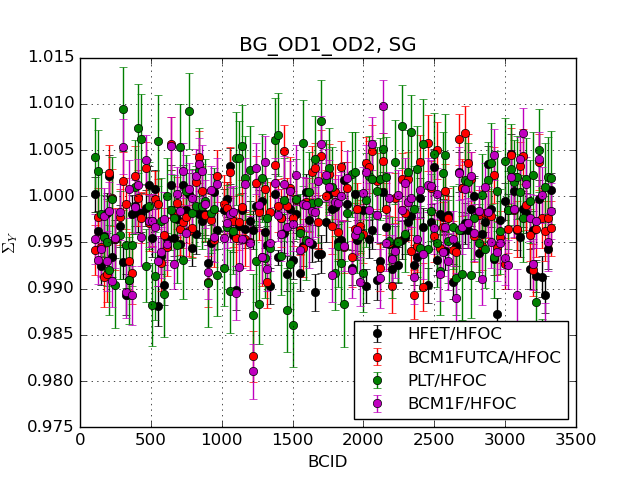 BG_OD1_OD2, SG
1.015
1.010
1.005
1.000
0.995
0.990
0.985
0.980
0.975
Σ_Y
HFET/HFOC
BCM1FUTCA/HFOC
PLT/HFOC
BCM1F/HFOC
0 500 1000 1500 2000 2500 3000 3500
BCID